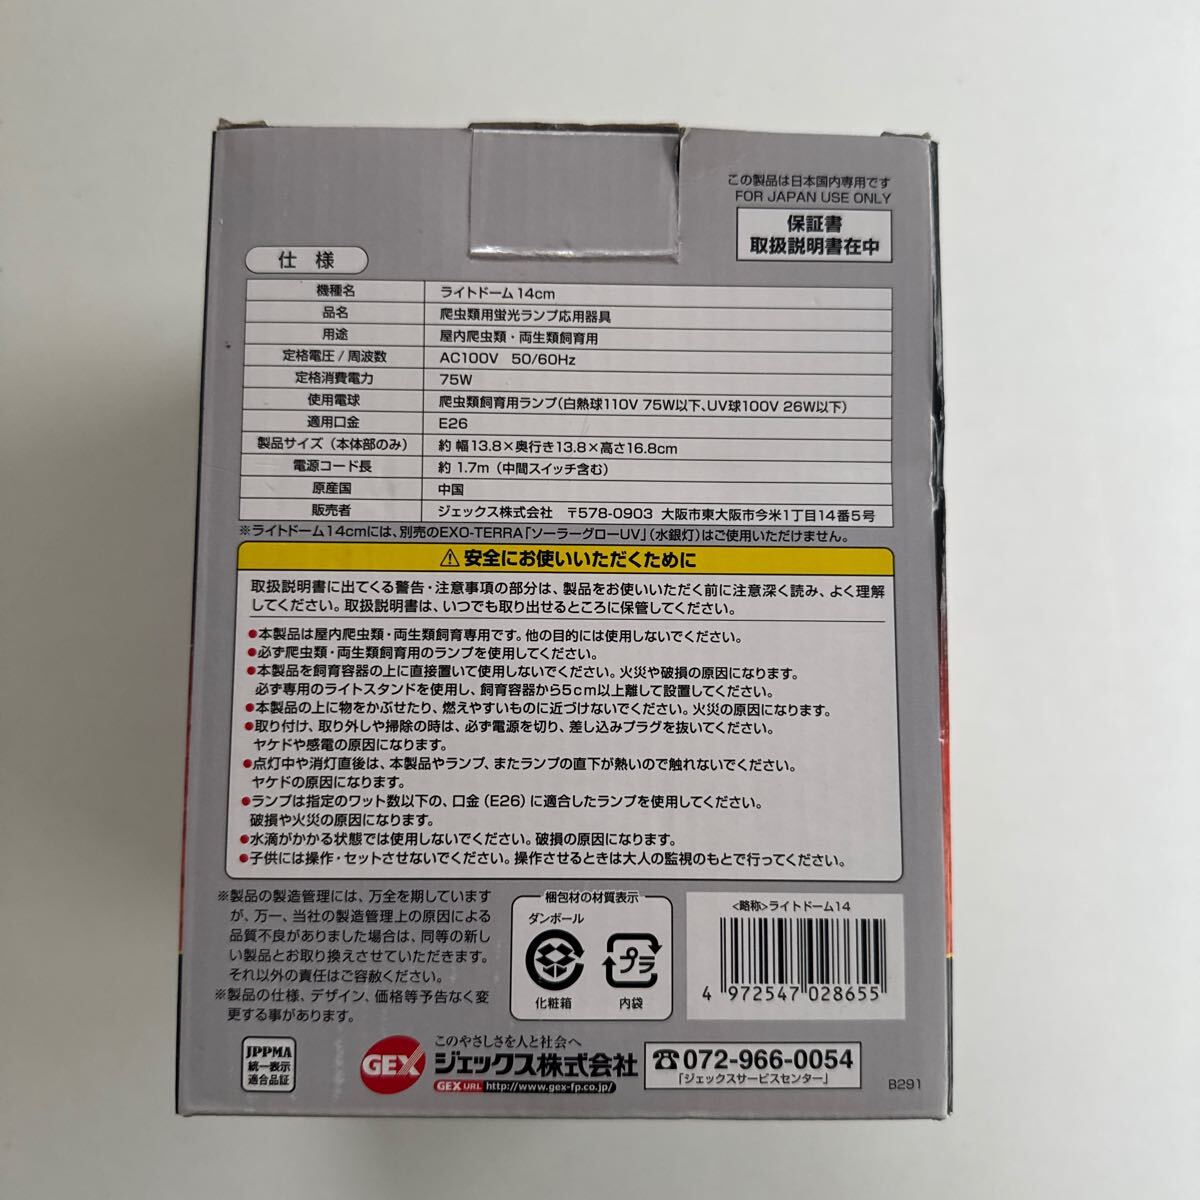 この製品は日本国内専用です
FOR JAPAN USE ONLY
保証書
取扱説明書在中
仕様
機種名 ライトドーム 14cm
品名 爬虫類用蛍光ランプ応用器具
用途 屋内爬虫類・両生類飼育用
定格電圧 / 周波数 AC100V 50/60Hz
定格消費電力 75W
使用電球 爬虫類飼育用ランプ(白熱球110V 75W以下、UV球100V 26W以下)
適用口金 E26
製品サイズ (本体部のみ) 約 幅13.8×奥行き13.8×高さ16.8cm
電源コード長 約 1.7m (中間スイッチ含む)
原産国 中国
販売者 ジェックス株式会社 〒578-0903 大阪府東大阪市今米1丁目14番5号
※ライトドーム14cmには、別売のEXO-TERRA「ソーラーグローUV」(水銀灯)はご使用いただけません。
⚠安全にお使いいただくために
取扱説明書に出てくる警告・注意事項の部分は、製品をお使いいただく前に注意深く読み、よく理解
してください。取扱説明書は、いつでも取り出せるところに保管してください。
●本製品は屋内爬虫類・両生類飼育専用です。他の目的には使用しないでください。
●必ず爬虫類・両生類飼育用のランプを使用してください。
●本製品を飼育容器の上に直接置いて使用しないでください。火災や破損の原因になります。
必ず専用のライトスタンドを使用し、飼育容器から5cm以上離して設置してください。
●本製品の上に物をかぶせたり、燃えやすいものに近づけないでください。火災の原因になります。
●取り付け、取り外しや掃除の時は、必ず電源を切り、差し込みプラグを抜いてください。
ヤケドや感電の原因になります。
●点灯中や消灯直後は、本製品やランプ、またランプの直下が熱いので触れないでください。
ヤケドの原因になります。
●ランプは指定のワット数以下の、口金 (E26) に適合したランプを使用してください。
破損や火災の原因になります。
●水滴がかかる状態では使用しないでください。破損の原因になります。
●子供には操作・セットさせないでください。操作させるときは大人の監視のもとで行ってください。
※製品の製造管理には、万全を期しています
が、万一、当社の製造管理上の原因による
品質不良がありました場合は、同等の新し
い製品とお取り換えさせていただきます。
それ以外の責任はご容赦ください。
※製品の仕様、デザイン、価格等予告なく変
更する事があります。
梱包材の材質表示
ダンボール
化粧箱
プラ
内袋
<略称>ライトドーム14
4 972547 028655
JPPMA
統一表示
適合品証
GEX
このやさしさを人と社会へ
ジェックス株式会社
GEX URL http://www.gex-fp.co.jp/
☎072-966-0054
「ジェックスサービスセンター」
B291